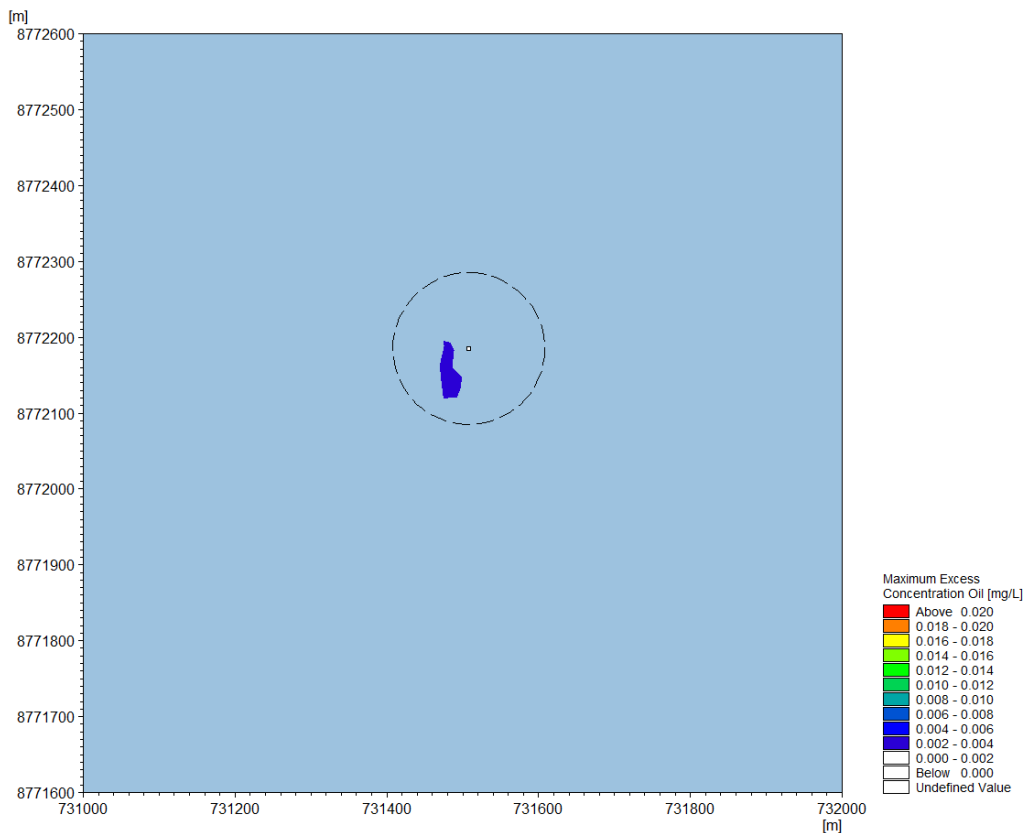 [m]
8772600
8772500
8772400
8772300
8772200
8772100
8772000
8771900
8771800
8771700
8771600
731000 731200 731400 731600 731800 732000
[m]
Maximum Excess
Concentration Oil [mg/L]
Above 0.020
0.018 - 0.020
0.016 - 0.018
0.014 - 0.016
0.012 - 0.014
0.010 - 0.012
0.008 - 0.010
0.006 - 0.008
0.004 - 0.006
0.002 - 0.004
0.000 - 0.002
Below 0.000
Undefined Value